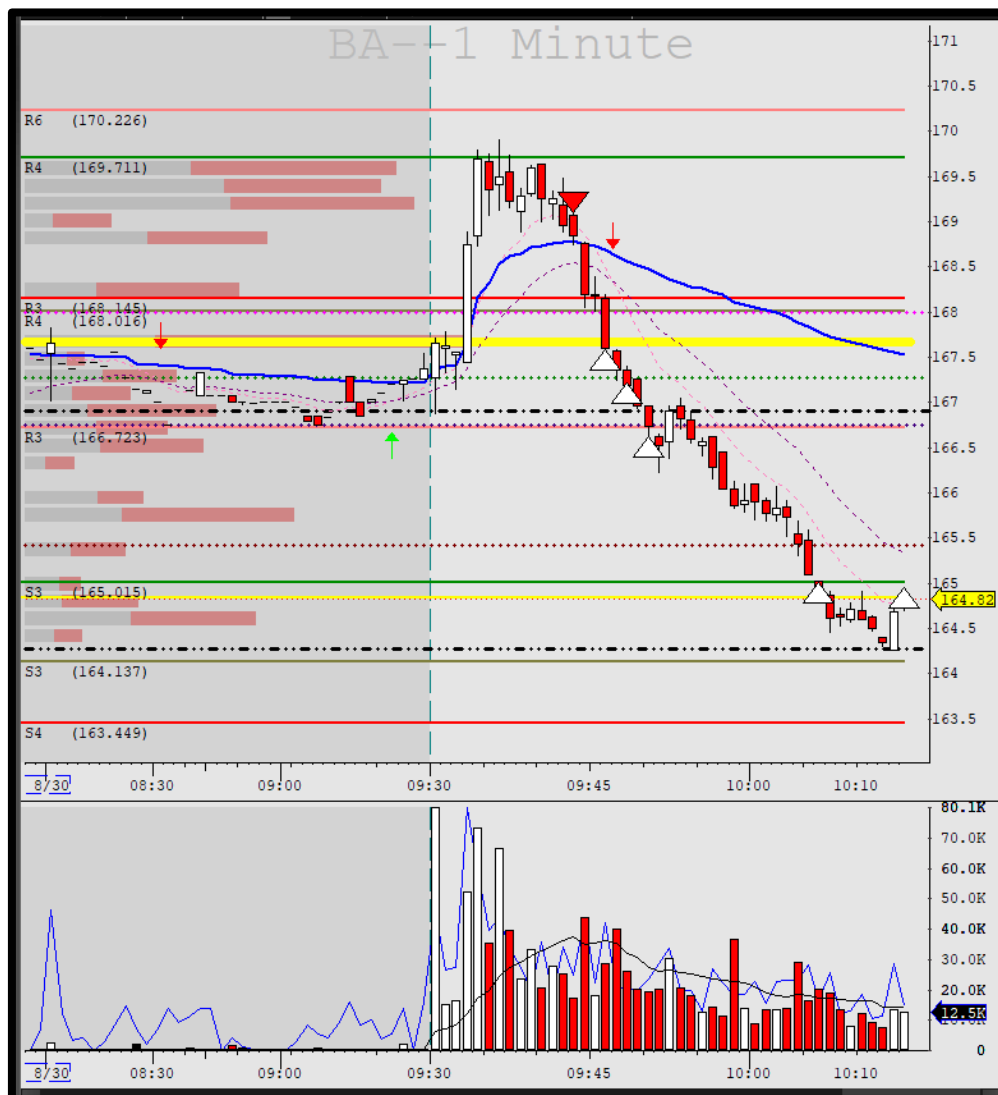 BA--1 Minute
171
170.5
R6 (170.226)
170
R4 (169.711)
169.5
169
168.5
R3 (168.145)
168
R4 (168.016)
167.5
167
R3 (166.723)
166.5
166
165.5
165
S3 (165.015)
164.82
164.5
S3 (164.137)
164
163.5
S4 (163.449)
8/30 08:30 09:00 09:30 09:45 10:00 10:10
80.1K
70.0K
60.0K
50.0K
40.0K
30.0K
20.0K
12.5K
0
8/30 08:30 09:00 09:30 09:45 10:00 10:10